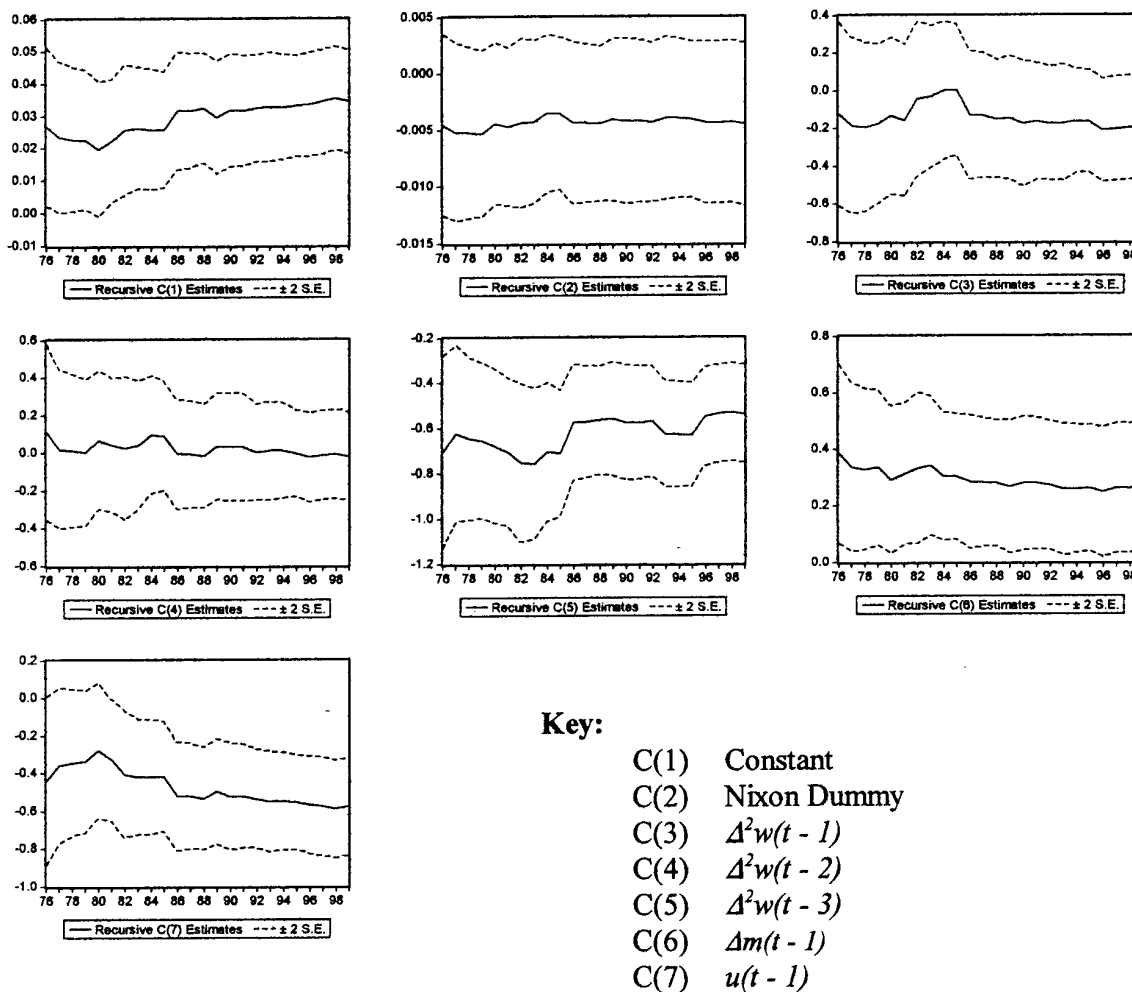 0.06
0.05
0.04
0.03
0.02
0.01
0.00
-0.01
76 78 80 82 84 86 88 90 92 94 96 98
Recursive C(1) Estimates ± 2 S.E.
0.005
0.000
-0.005
-0.010
-0.015
76 78 80 82 84 86 88 90 92 94 96 98
Recursive C(2) Estimates ± 2 S.E.
0.4
0.2
0.0
-0.2
-0.4
-0.6
-0.8
76 78 80 82 84 86 88 90 92 94 96 98
Recursive C(3) Estimates ± 2 S.E.
0.6
0.4
0.2
0.0
-0.2
-0.4
-0.6
76 78 80 82 84 86 88 90 92 94 96 98
Recursive C(4) Estimates ± 2 S.E.
-0.2
-0.4
-0.6
-0.8
-1.0
-1.2
76 78 80 82 84 86 88 90 92 94 96 98
Recursive C(5) Estimates ± 2 S.E.
0.8
0.6
0.4
0.2
0.0
76 78 80 82 84 86 88 90 92 94 96 98
Recursive C(6) Estimates ± 2 S.E.
0.2
0.0
-0.2
-0.4
-0.6
-0.8
-1.0
76 78 80 82 84 86 88 90 92 94 96 98
Recursive C(7) Estimates ± 2 S.E.
Key:
C(1) Constant
C(2) Nixon Dummy
C(3) Δ²w(t - 1)
C(4) Δ²w(t - 2)
C(5) Δ²w(t - 3)
C(6) Δm(t - 1)
C(7) u(t - 1)